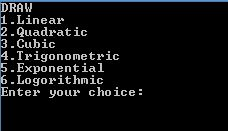 DRAW
1.Linear
2.Quadratic
3.Cubic
4.Trigonometric
5.Exponential
6.Logorithmic
Enter your choice: